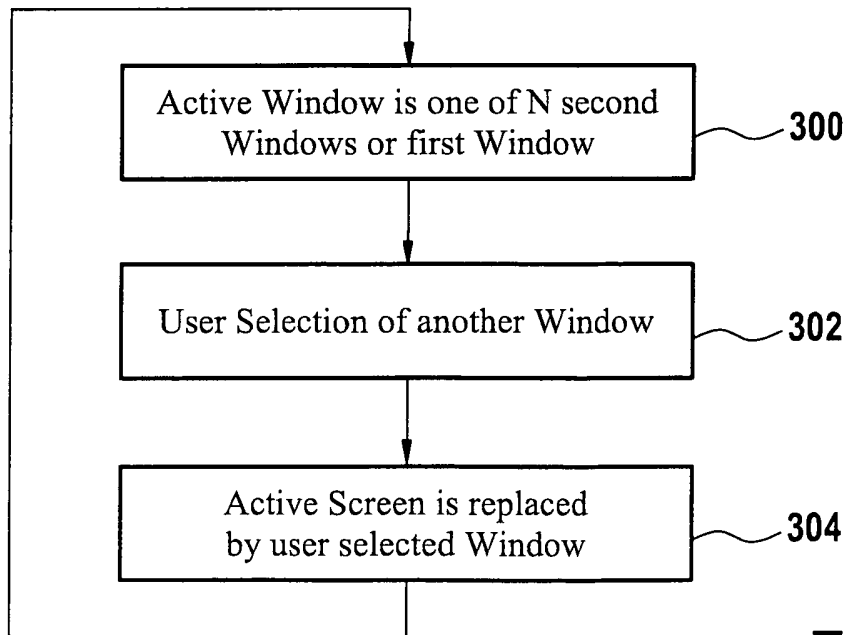 Active Window is one of N second
Windows or first Window
300
User Selection of another Window
302
Active Screen is replaced
by user selected Window
304